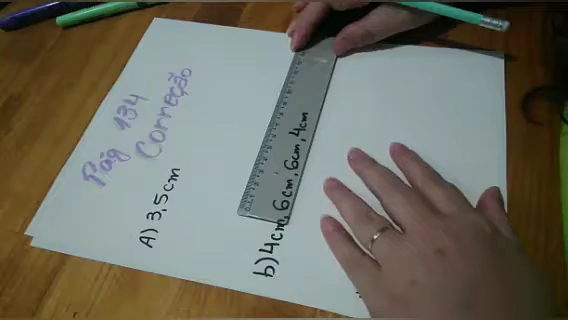 Pág 134
Correção
A) 3,5cm
b) 4cm, 6cm, 6cm, 4cm